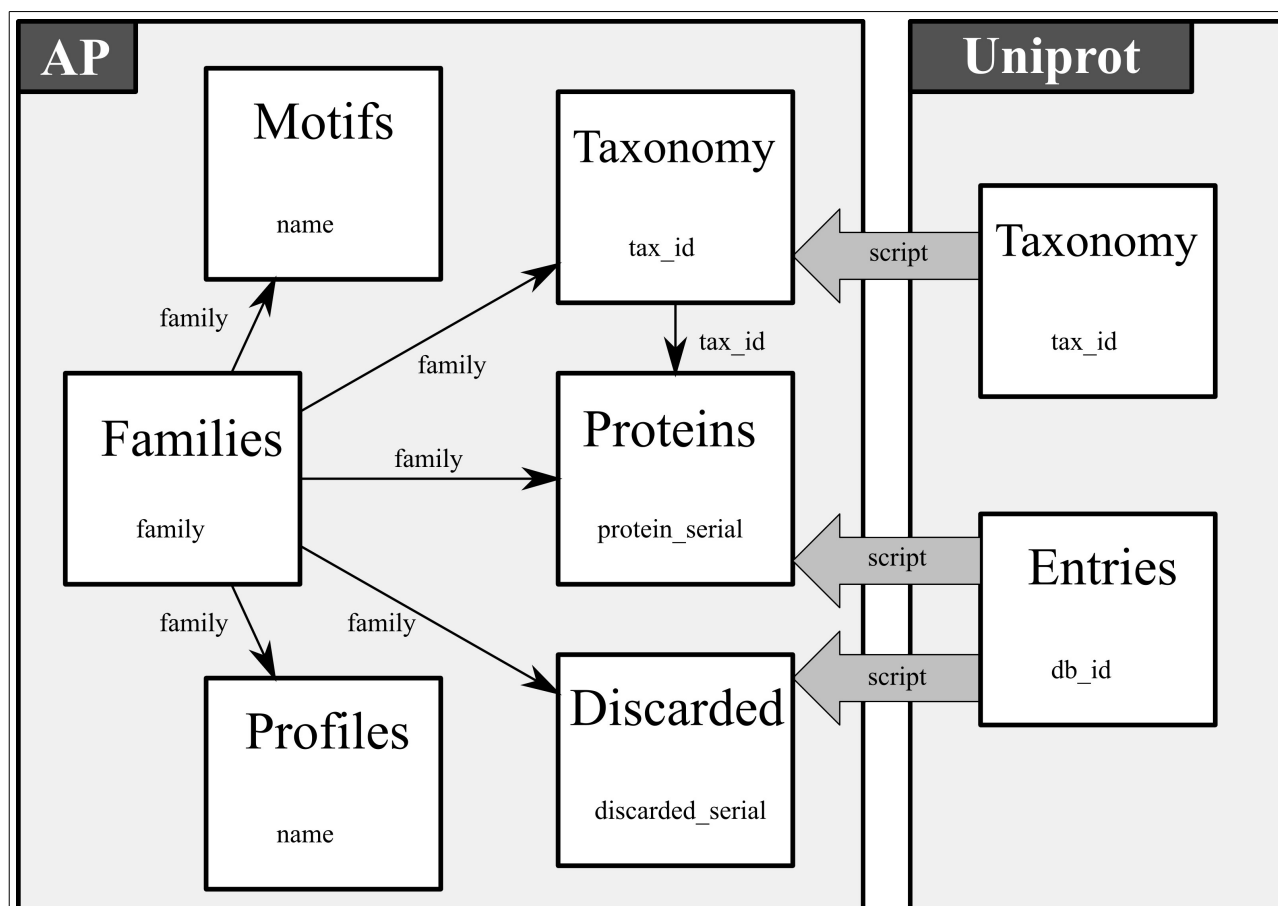 AP
Uniprot
Motifs
name
Taxonomy
tax_id
script
Taxonomy
tax_id
family
family
tax_id
Families
family
family
Proteins
protein_serial
script
Entries
db_id
family
family
script
Discarded
discarded_serial
Profiles
name